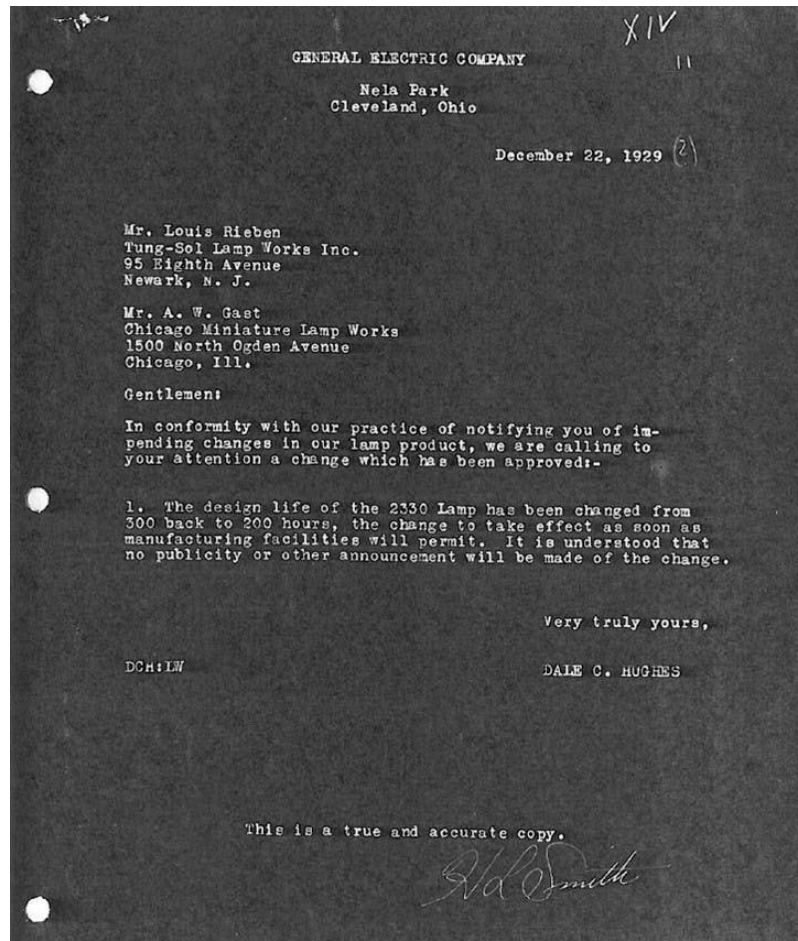 XIV
11
GENERAL ELECTRIC COMPANY
Nela Park
Cleveland, Ohio
December 22, 1929 (2)
Mr. Louis Rieben
Tung-Sol Lamp Works Inc.
95 Eighth Avenue
Newark, N. J.
Mr. A. W. Gast
Chicago Miniature Lamp Works
1500 North Ogden Avenue
Chicago, Ill.
Gentlemen:
In conformity with our practice of notifying you of im-
pending changes in our lamp product, we are calling to
your attention a change which has been approved:-
1. The design life of the 2330 Lamp has been changed from
300 back to 200 hours, the change to take effect as soon as
manufacturing facilities will permit. It is understood that
no publicity or other announcement will be made of the change.
Very truly yours,
DCH:LW
DALE C. HUGHES
This is a true and accurate copy.
H L Smith